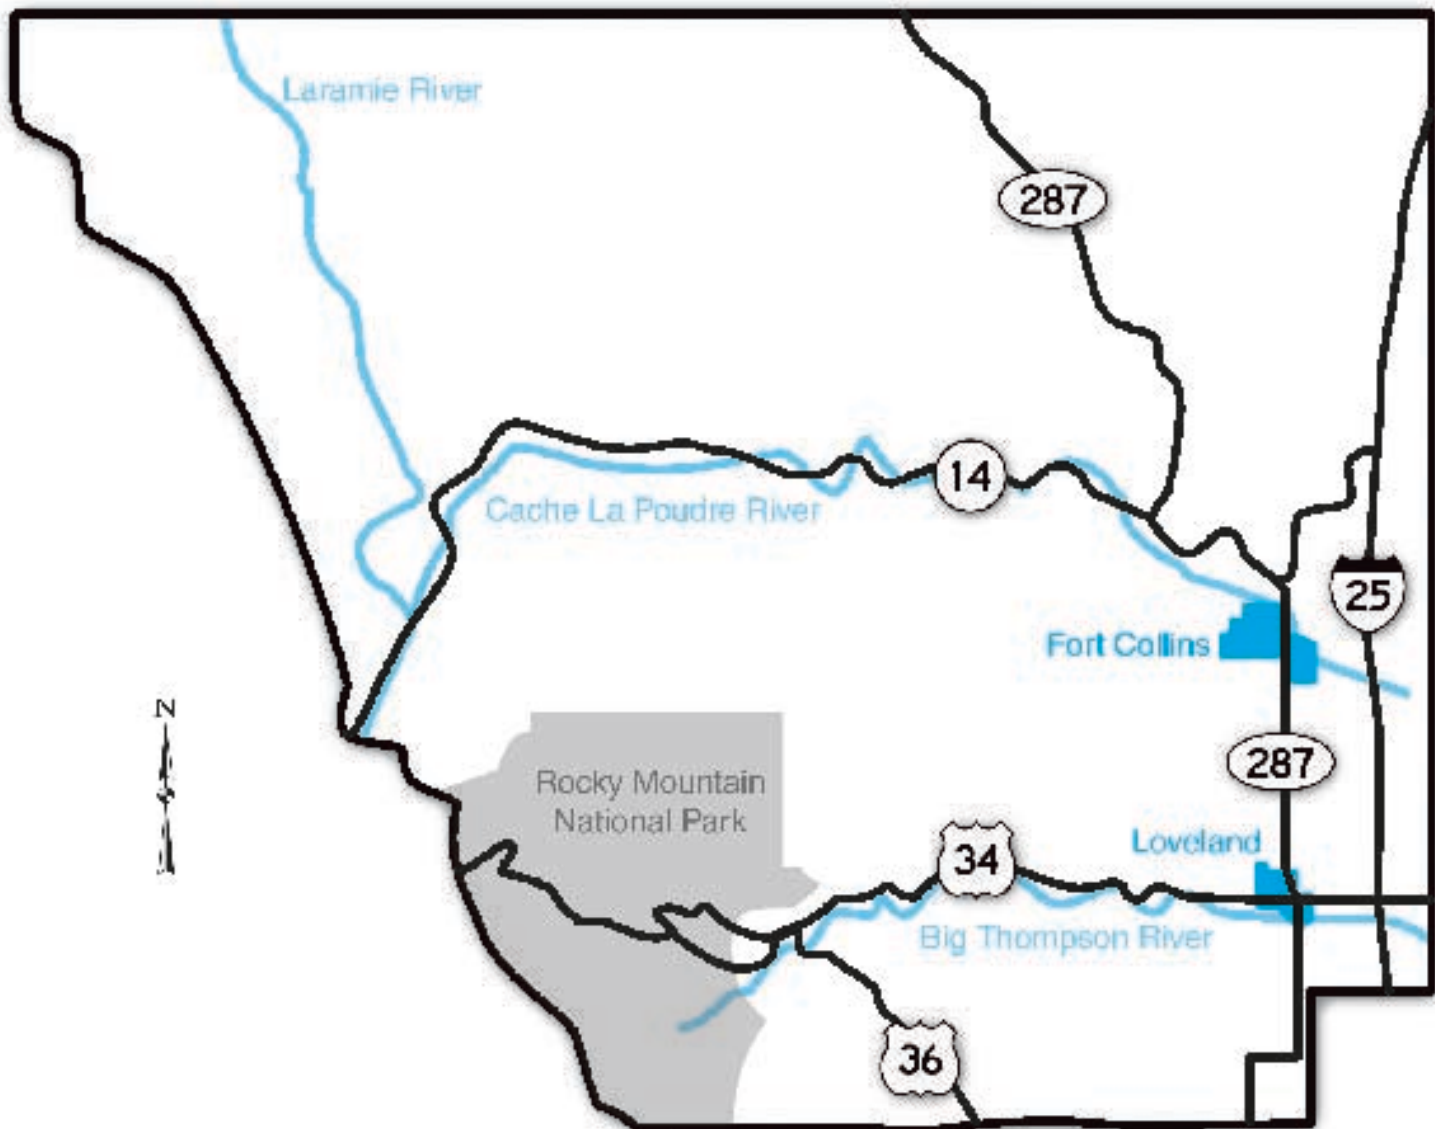 Laramie River
287
14
Cache La Poudre River
25
Fort Collins
N
287
Rocky Mountain
National Park
34
Loveland
Big Thompson River
36